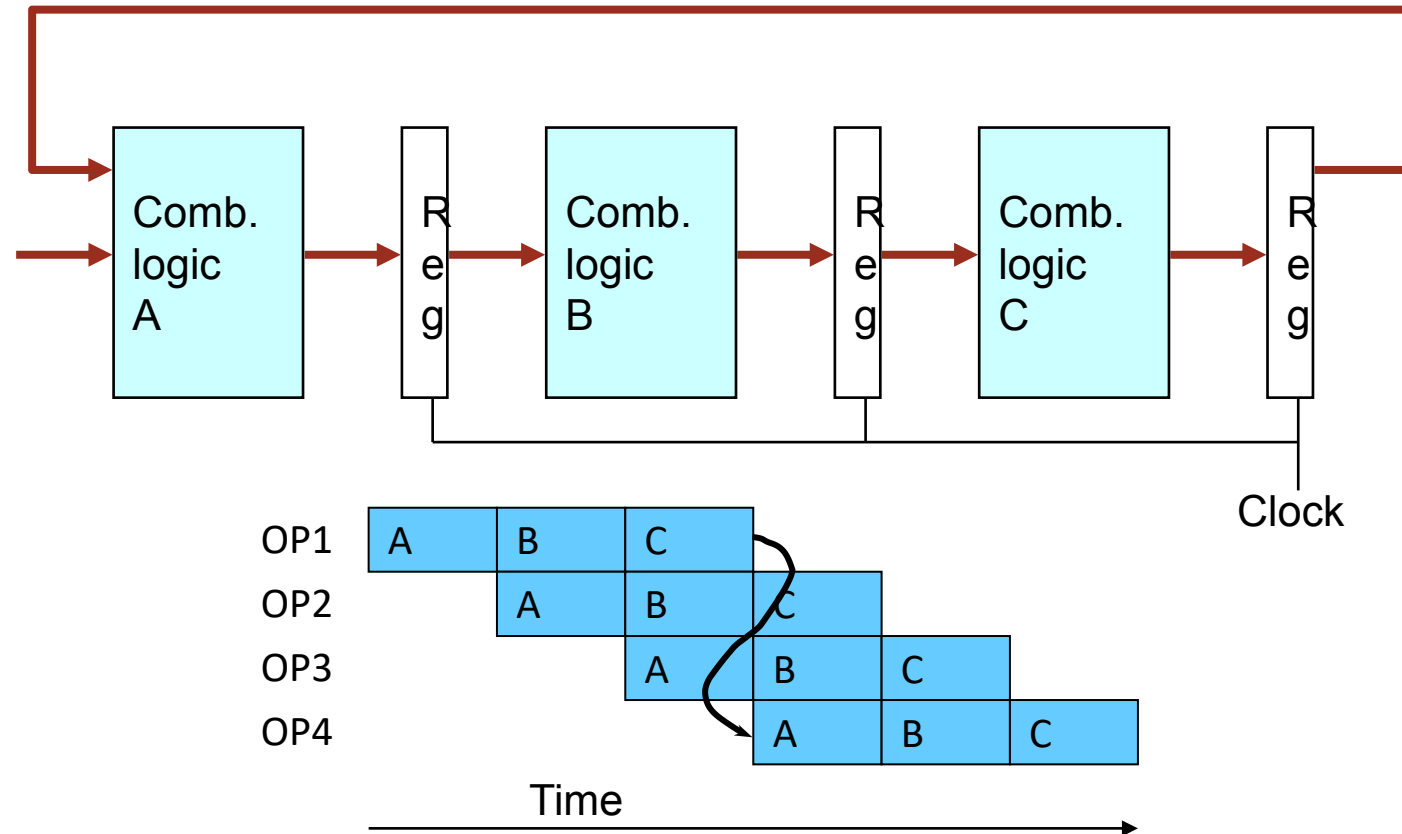 Comb.
logic
A
R
e
g
Comb.
logic
B
R
e
g
Comb.
logic
C
R
e
g
Clock
OP1 A B C
OP2 A B C
OP3 A B C
OP4 A B C
Time